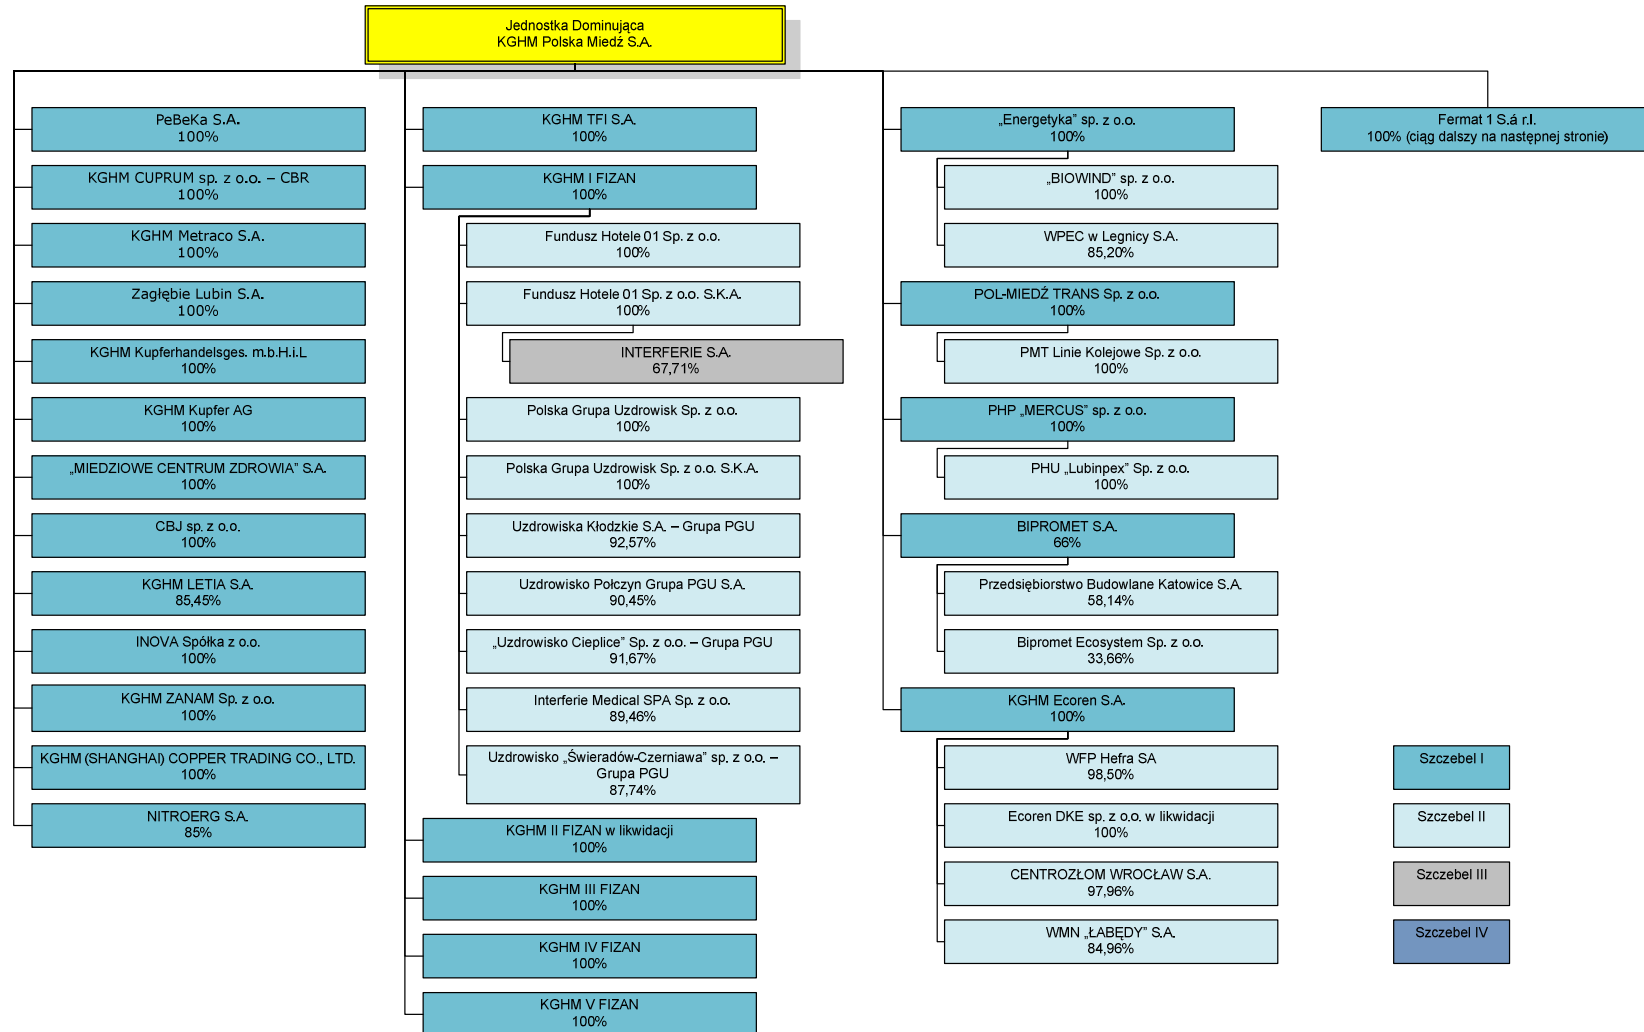 Jednostka Dominująca
KGHM Polska Miedź S.A.
PeBeKa S.A.
100%
KGHM CUPRUM sp. z o.o. – CBR
100%
KGHM Metraco S.A.
100%
Zagłębie Lubin S.A.
100%
KGHM Kupferhandelsges. m.b.H.i.L
100%
KGHM Kupfer AG
100%
„MIEDZIOWE CENTRUM ZDROWIA” S.A.
100%
CBJ sp. z o.o.
100%
KGHM LETIA S.A.
85,45%
INOVA Spółka z o.o.
100%
KGHM ZANAM Sp. z o.o.
100%
KGHM (SHANGHAI) COPPER TRADING CO., LTD.
100%
NITROERG S.A.
85%
KGHM TFI S.A.
100%
KGHM I FIZAN
100%
Fundusz Hotele 01 Sp. z o.o.
100%
Fundusz Hotele 01 Sp. z o.o. S.K.A.
100%
INTERFERIE S.A.
67,71%
Polska Grupa Uzdrowisk Sp. z o.o.
100%
Polska Grupa Uzdrowisk Sp. z o.o. S.K.A.
100%
Uzdrowiska Kłodzkie S.A. – Grupa PGU
92,57%
Uzdrowisko Połczyn Grupa PGU S.A.
90,45%
„Uzdrowisko Cieplice” Sp. z o.o. – Grupa PGU
91,67%
Interferie Medical SPA Sp. z o.o.
89,46%
Uzdrowisko „Świeradów-Czerniawa” sp. z o.o. –
Grupa PGU
87,74%
KGHM II FIZAN w likwidacji
100%
KGHM III FIZAN
100%
KGHM IV FIZAN
100%
KGHM V FIZAN
100%
„Energetyka” sp. z o.o.
100%
„BIOWIND” sp. z o.o.
100%
WPEC w Legnicy S.A.
85,20%
POL-MIEDŹ TRANS Sp. z o.o.
100%
PMT Linie Kolejowe Sp. z o.o.
100%
PHP „MERCUS” sp. z o.o.
100%
PHU „Lubinpex” Sp. z o.o.
100%
BIPROMET S.A.
66%
Przedsiębiorstwo Budowlane Katowice S.A.
58,14%
Bipromet Ecosystem Sp. z o.o.
33,66%
KGHM Ecoren S.A.
100%
WFP Hefra SA
98,50%
Ecoren DKE sp. z o.o. w likwidacji
100%
CENTROZŁOM WROCŁAW S.A.
97,96%
WMN „ŁABĘDY” S.A.
84,96%
Fermat 1 S.á r.l.
100% (ciąg dalszy na następnej stronie)
Szczebel I
Szczebel II
Szczebel III
Szczebel IV